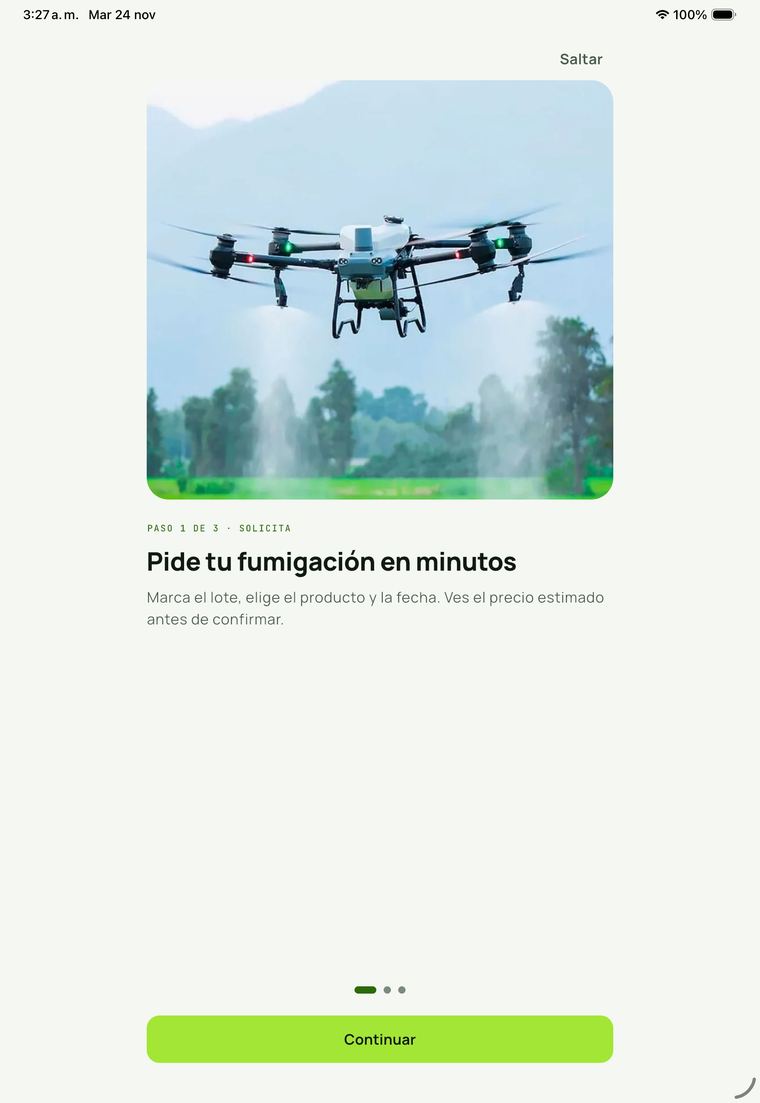 3:27 a. m. Mar 24 nov 100%
Saltar
PASO 1 DE 3 · SOLICITA
Pide tu fumigación en minutos
Marca el lote, elige el producto y la fecha. Ves el precio estimado
antes de confirmar.
Continuar